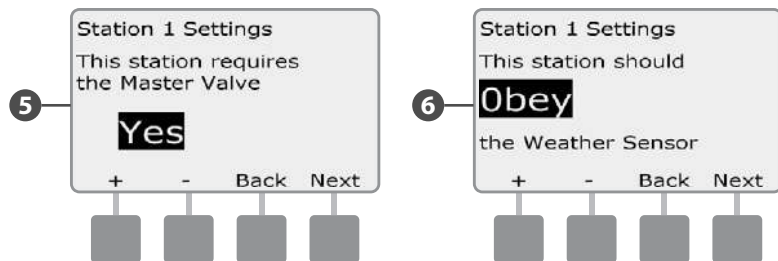 Station 1 Settings
This station requires
the Master Valve
5
Yes
+ - Back Next
Station 1 Settings
This station should
6
0bey
the Weather Sensor
+ - Back Next